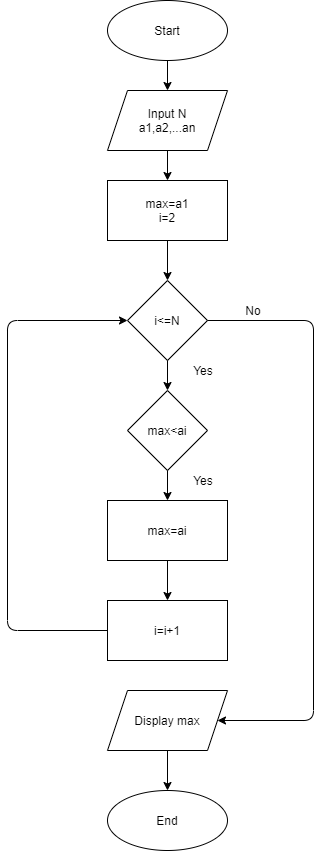 Start
Input N
a1,a2,...an
max=a1
i=2
i<=N
No
Yes
max<ai
Yes
max=ai
i=i+1
Display max
End